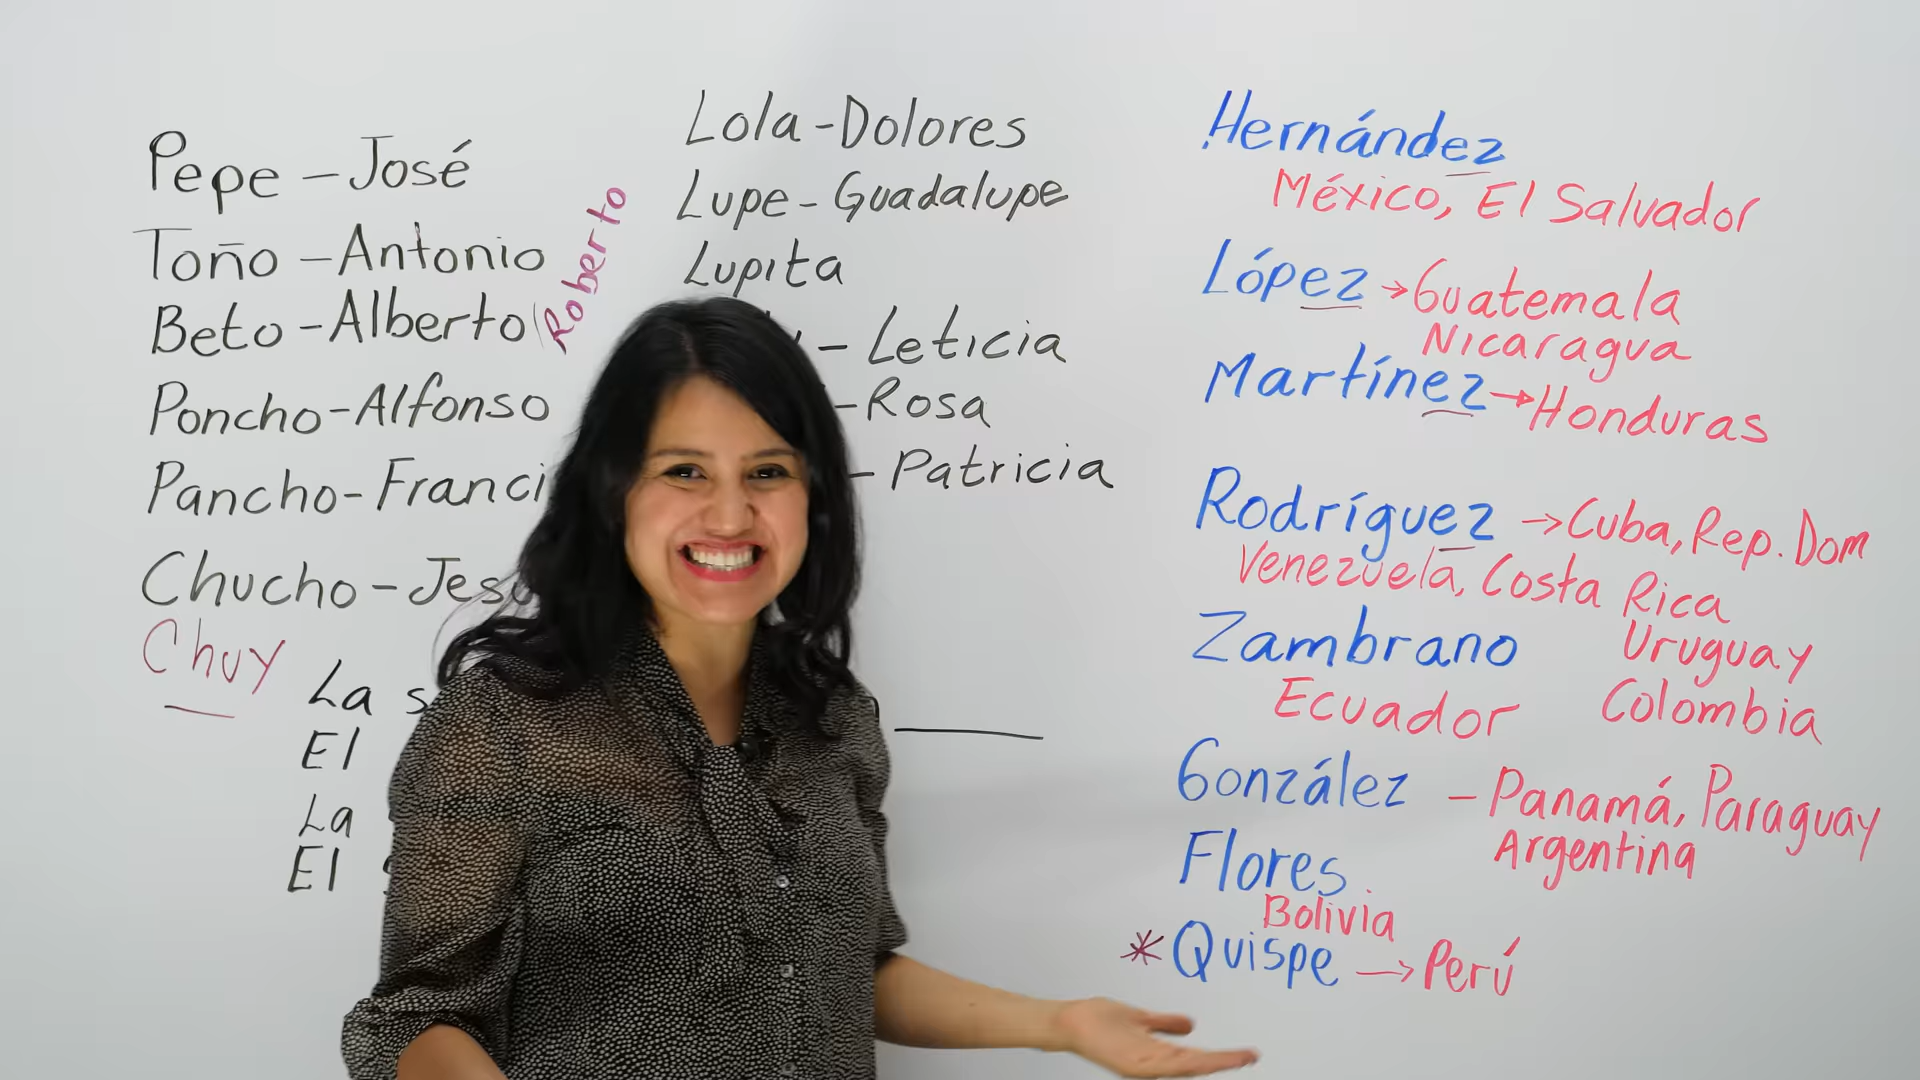 Pepe – José
Toño – Antonio
Beto – Alberto
Roberto
Poncho – Alfonso
Pancho – Franci
Chucho – Jesú
Chuy
La s
El
La
El
Lola – Dolores
Lupe – Guadalupe
Lupita
– Leticia
– Rosa
– Patricia
Hernández
México, El Salvador
López → Guatemala
Nicaragua
Martínez → Honduras
Rodríguez → Cuba, Rep. Dom
Venezuela, Costa Rica
Uruguay
Colombia
Zambrano
Ecuador
González – Panamá, Paraguay
Argentina
Flores
Bolivia
* Quispe → Perú